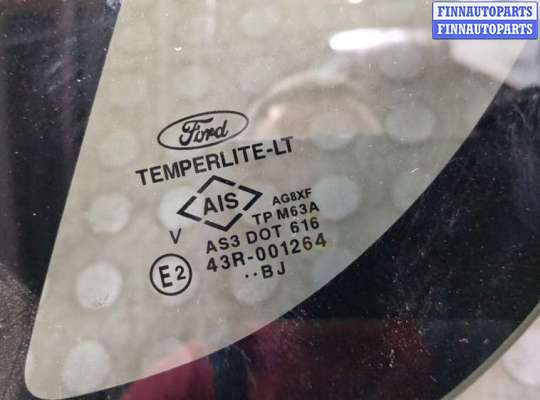 FINNAUTOPARTS
FINNAUTOPARTS
Ford
TEMPERLITE-LT
AIS
AG8XF
TP M63A
V
AS3 DOT 616
E2 43R-001264
··BJ